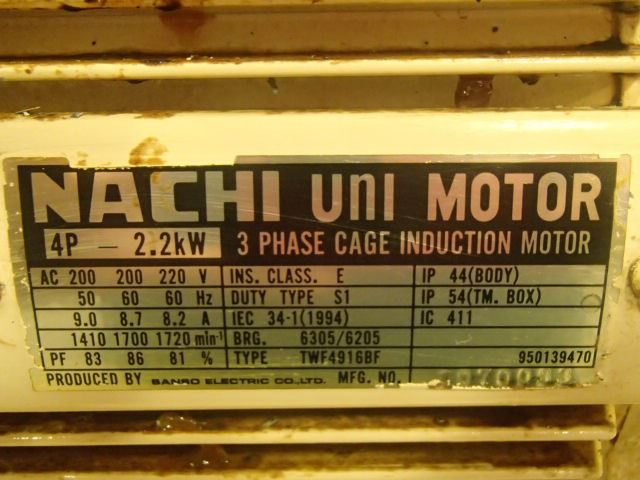 NACHI uni MOTOR
4P - 2.2kW 3 PHASE CAGE INDUCTION MOTOR
AC 200 200 220 V INS. CLASS. E IP 44(BODY)
50 60 60 Hz DUTY TYPE S1 IP 54(TM. BOX)
9.0 8.7 8.2 A IEC 34-1(1994) IC 411
1410 1700 1720 min⁻¹ BRG. 6305/6205
PF 83 86 81 % TYPE TWF4916BF 950139470
PRODUCED BY SANSO ELECTRIC CO.,LTD. MFG. NO.